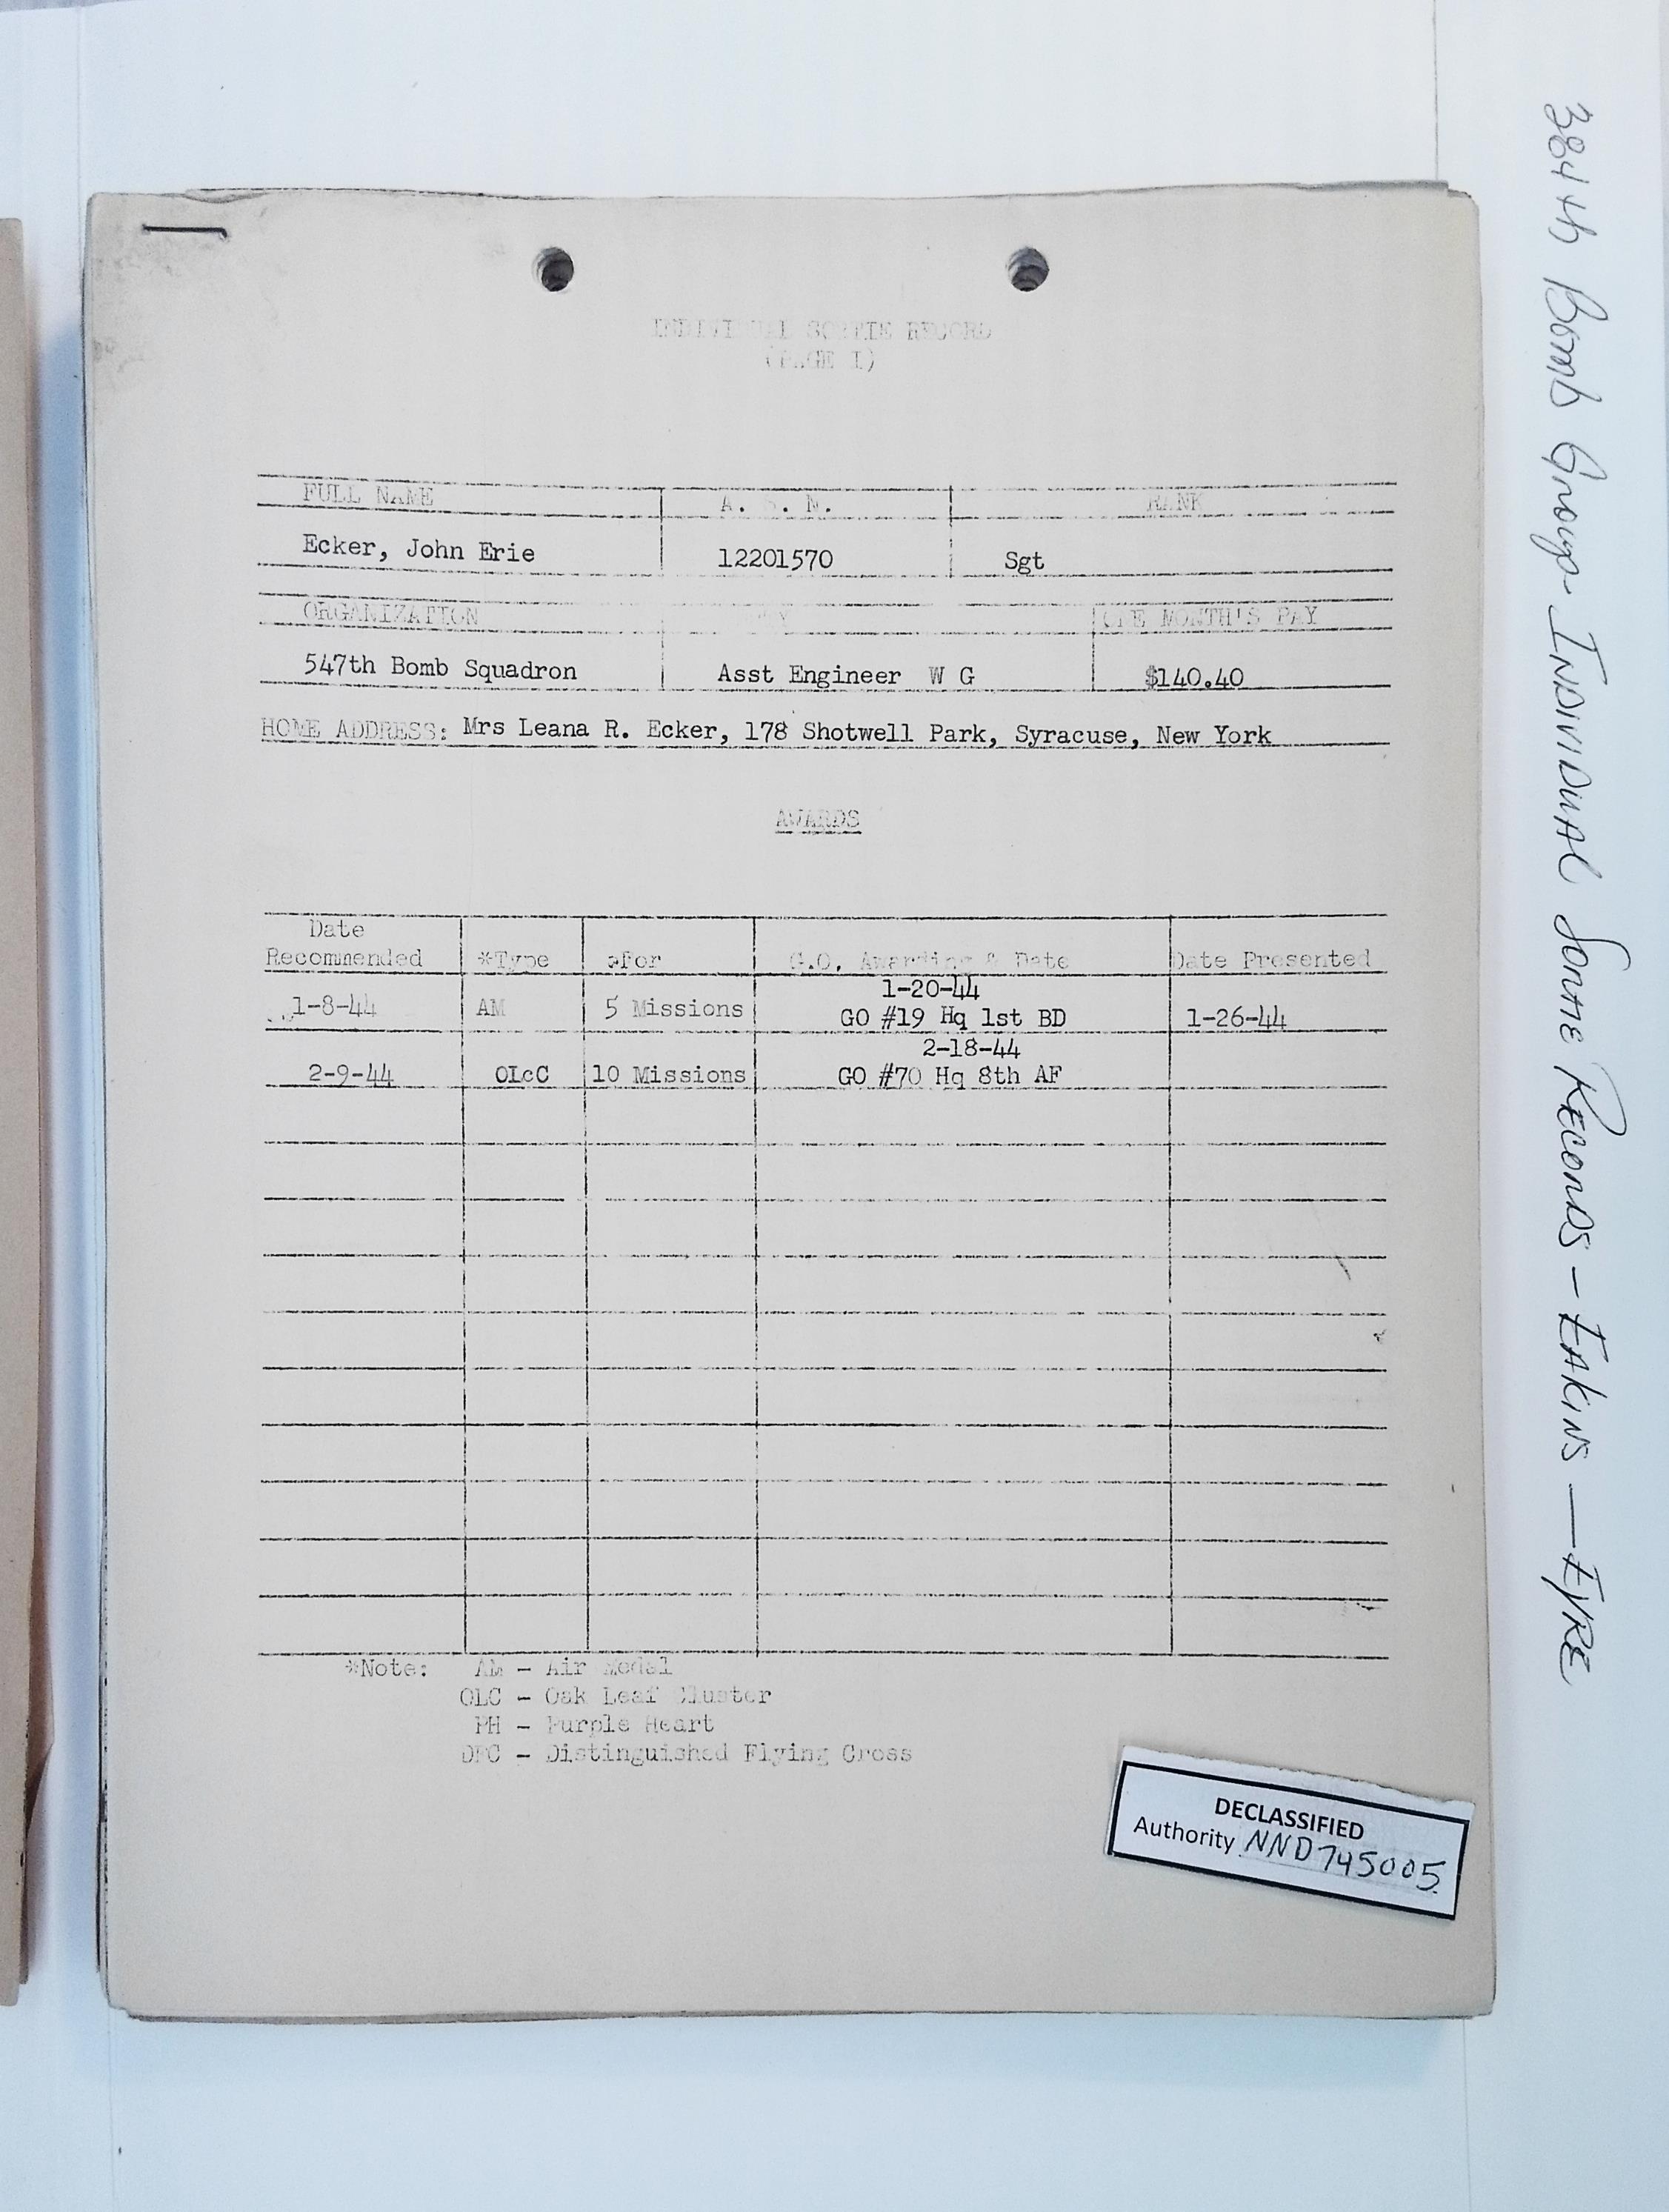 INDIVIDUAL SORTIE RECORD
(PAGE I)
FULL NAME A. S. N. RANK
Ecker, John Erie 12201570 Sgt
ORGANIZATION ONE MONTH'S PAY
547th Bomb Squadron Asst Engineer W G $140.40
HOME ADDRESS: Mrs Leana R. Ecker, 178 Shotwell Park, Syracuse, New York
AWARDS
Date
Recommended *Type *For G.O. Awarding & Date Date Presented
1-20-44
1-8-44 AM 5 Missions GO #19 Hq 1st BD 1-26-44
2-18-44
2-9-44 OLcC 10 Missions GO #70 Hq 8th AF
*Note: AM - Air Medal
OLC - Oak Leaf Cluster
PH - Purple Heart
DFC - Distinguished Flying Cross
DECLASSIFIED
Authority NND745005
384th Bomb Group- Individual Sortie Records - Eakins - Eyre